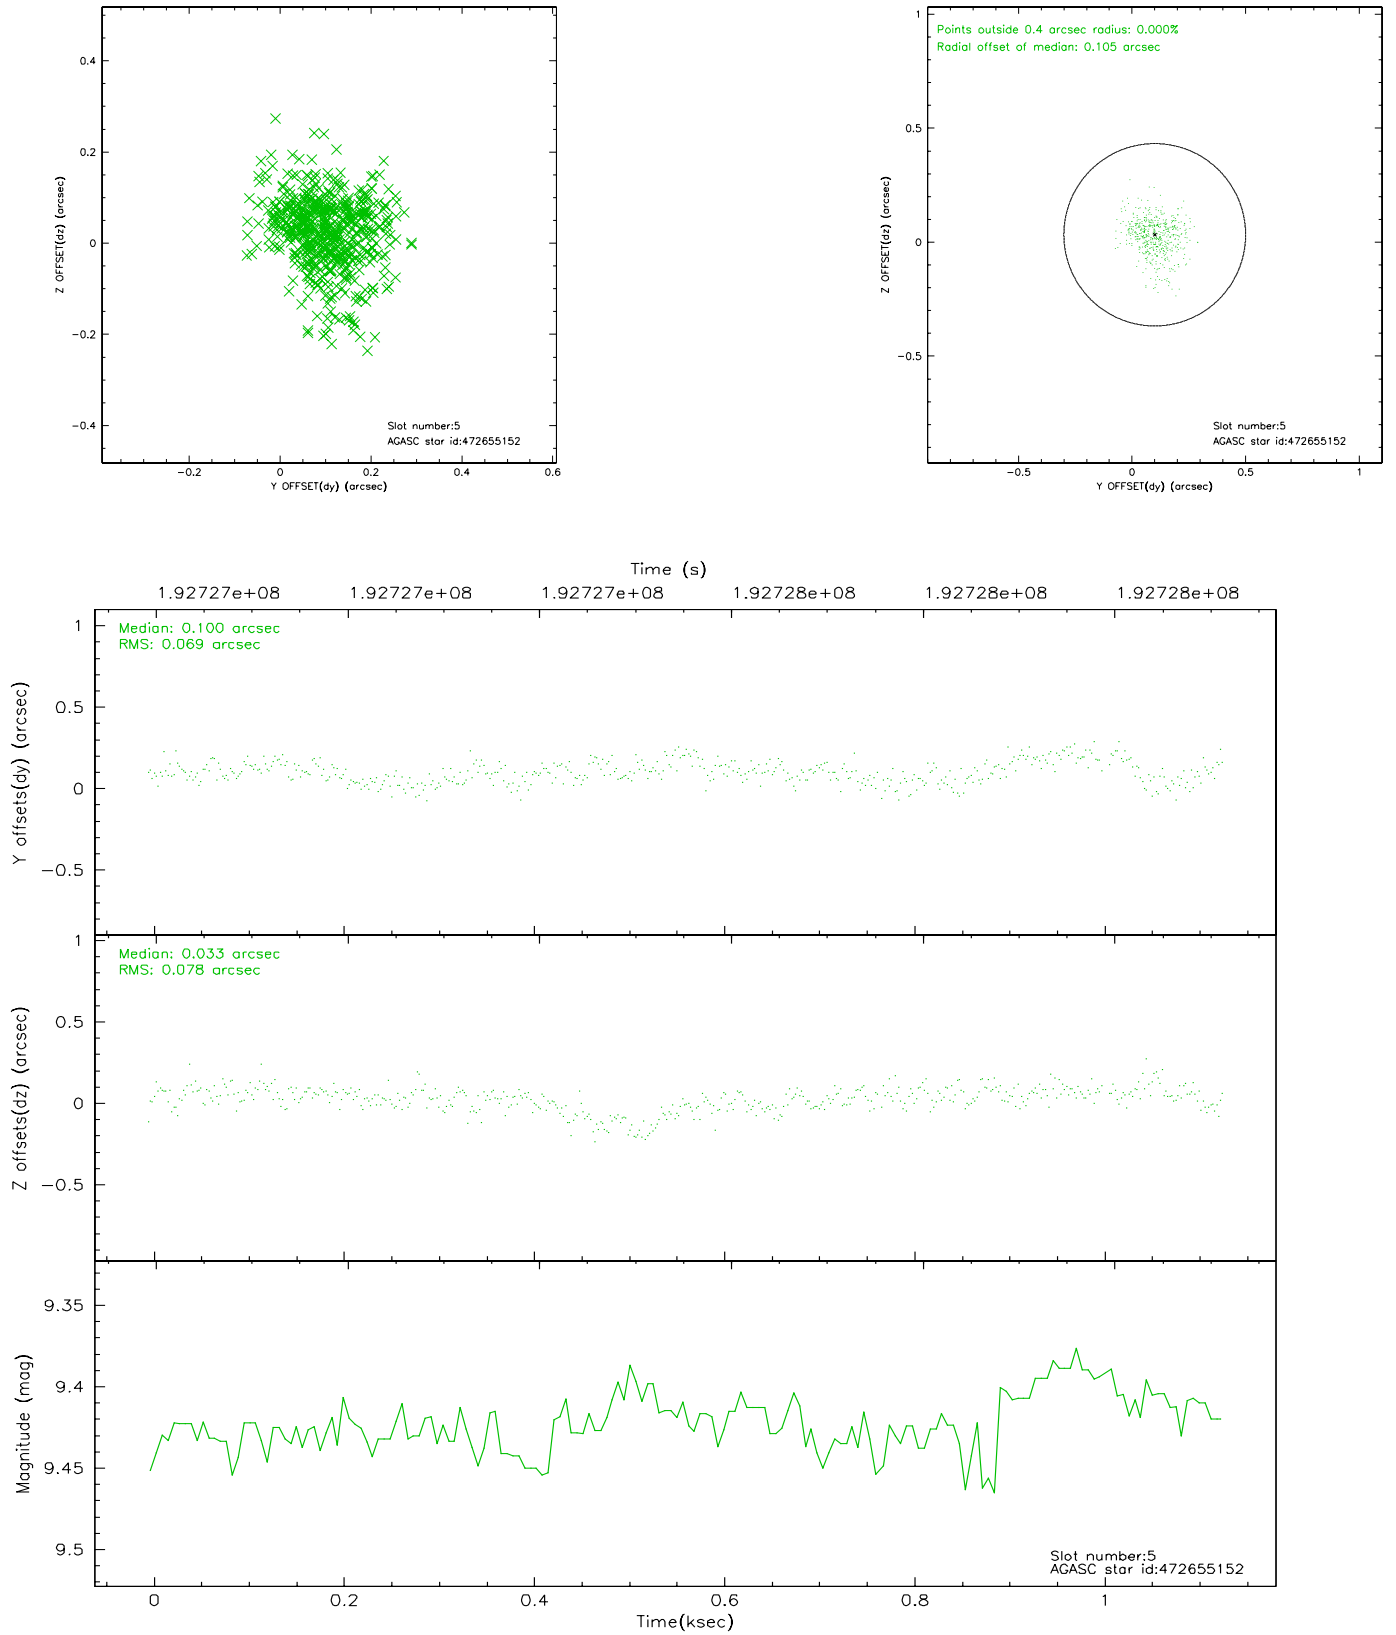 0.4
0.2
0
-0.2
-0.4
Z OFFSET(dz) (arcsec)
Slot number:5
AGASC star id:472655152
-0.2 0 0.2 0.4 0.6
Y OFFSET(dy) (arcsec)
Points outside 0.4 arcsec radius: 0.000%
Radial offset of median: 0.105 arcsec
1
0.5
0
-0.5
Z OFFSET(dz) (arcsec)
Slot number:5
AGASC star id:472655152
-0.5 0 0.5 1
Y OFFSET(dy) (arcsec)
Time (s)
1.92727e+08 1.92727e+08 1.92727e+08 1.92728e+08 1.92728e+08 1.92728e+08
Median: 0.100 arcsec
RMS: 0.069 arcsec
1
0.5
0
-0.5
Y offsets(dy) (arcsec)
Median: 0.033 arcsec
RMS: 0.078 arcsec
1
0.5
0
-0.5
Z offsets(dz) (arcsec)
9.35
9.4
9.45
9.5
Magnitude (mag)
Slot number:5
AGASC star id:472655152
0 0.2 0.4 0.6 0.8 1
Time(ksec)